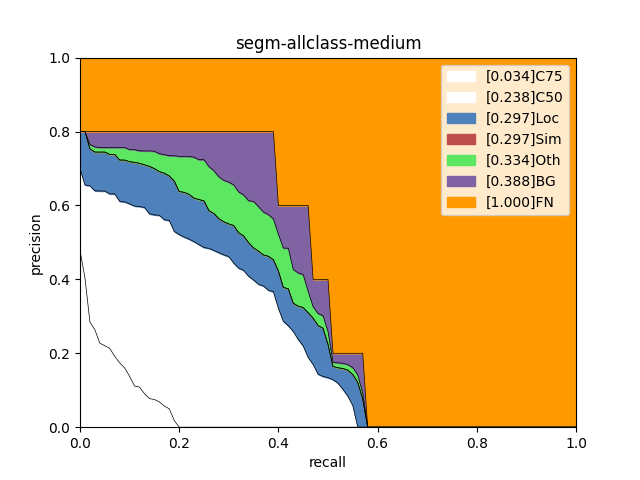 segm-allclass-medium
1.0
0.8
0.6
0.4
0.2
0.0
precision
[0.034]C75
[0.238]C50
[0.297]Loc
[0.297]Sim
[0.334]Oth
[0.388]BG
[1.000]FN
0.0 0.2 0.4 0.6 0.8 1.0
recall